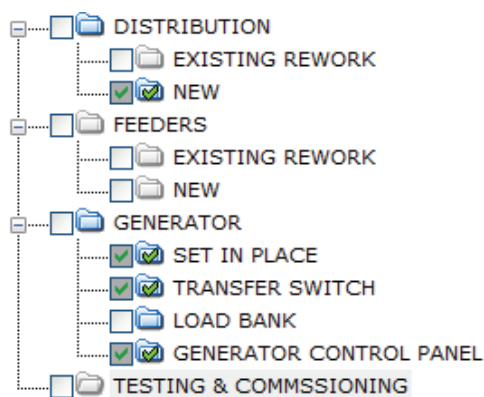 DISTRIBUTION
EXISTING REWORK
NEW
FEEDERS
EXISTING REWORK
NEW
GENERATOR
SET IN PLACE
TRANSFER SWITCH
LOAD BANK
GENERATOR CONTROL PANEL
TESTING & COMMSSIONING